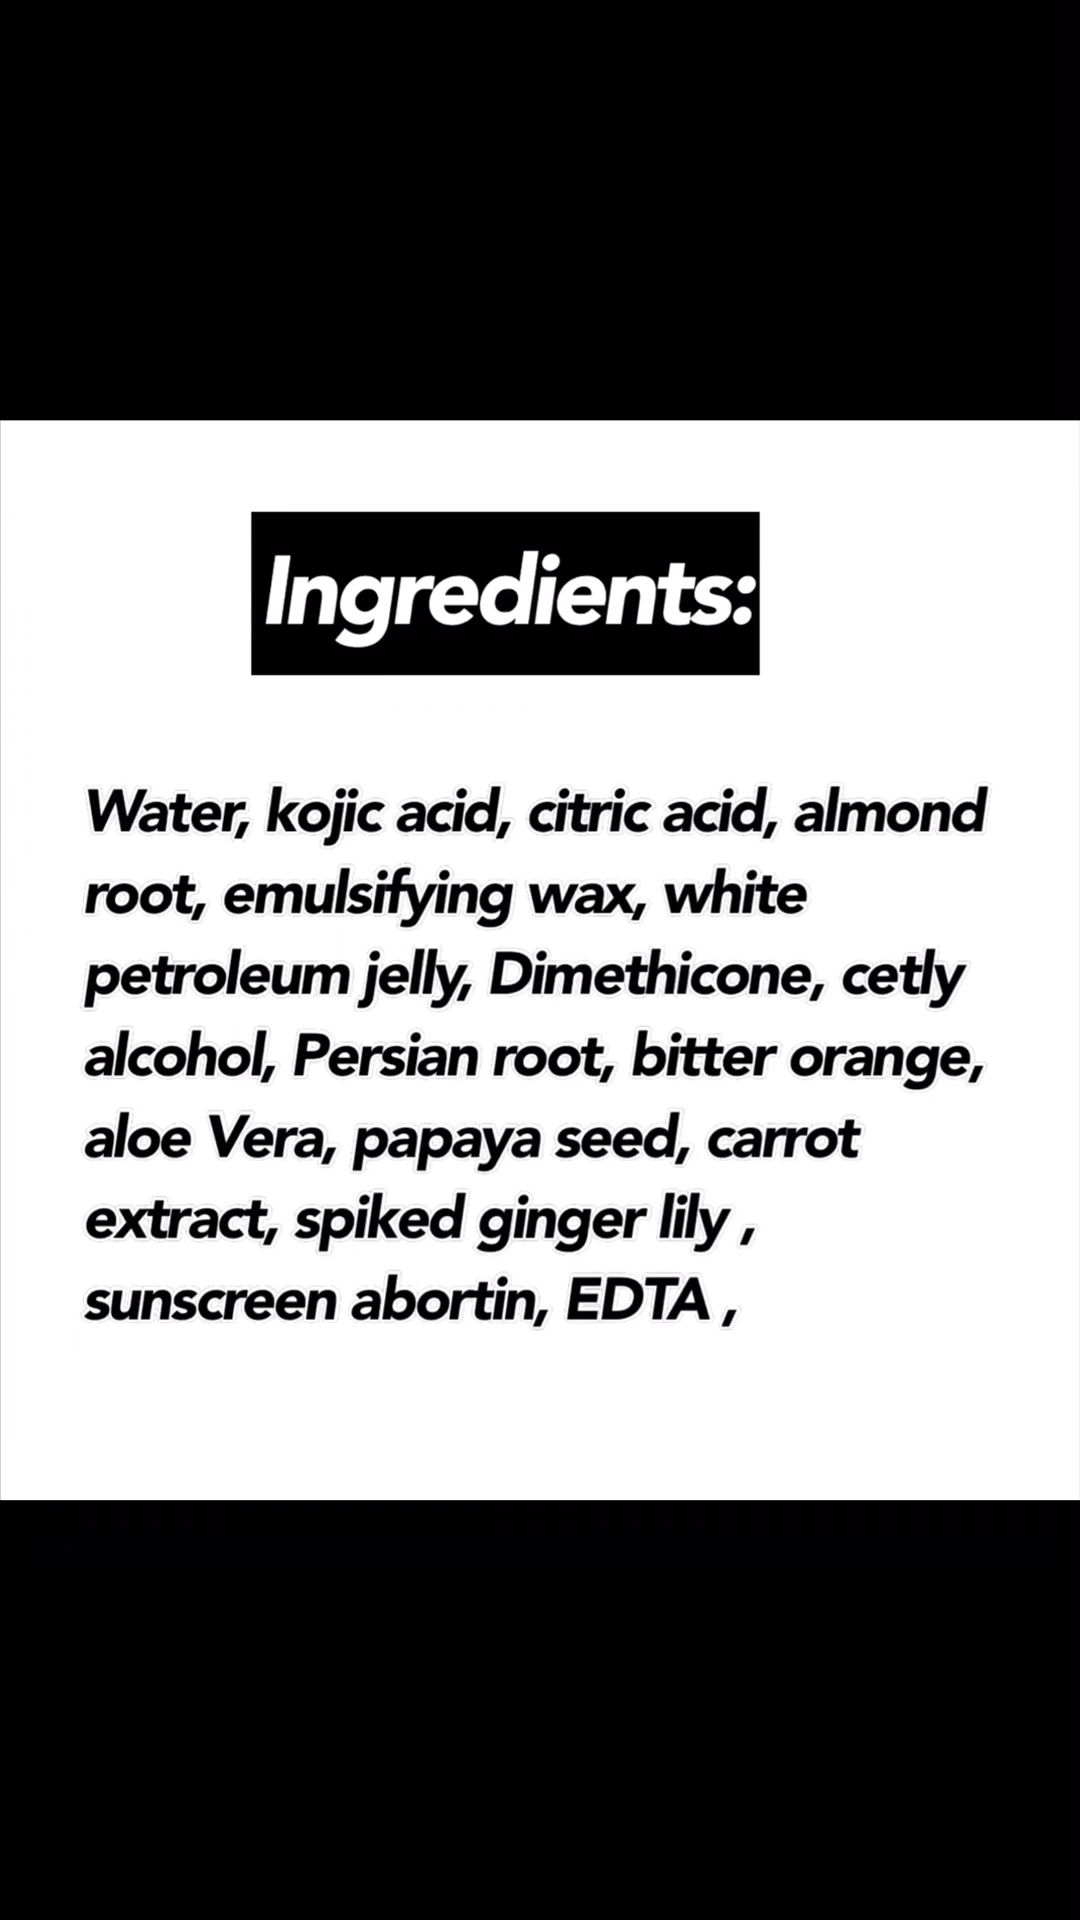 Ingredients:
Water, kojic acid, citric acid, almond
root, emulsifying wax, white
petroleum jelly, Dimethicone, cetly
alcohol, Persian root, bitter orange,
aloe Vera, papaya seed, carrot
extract, spiked ginger lily ,
sunscreen abortin, EDTA ,